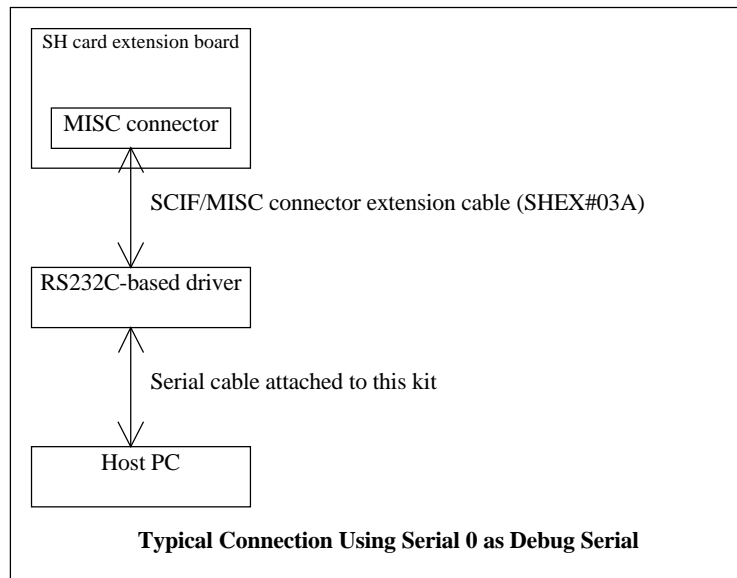 SH card extension board
MISC connector
SCIF/MISC connector extension cable (SHEX#03A)
RS232C-based driver
Serial cable attached to this kit
Host PC
Typical Connection Using Serial 0 as Debug Serial